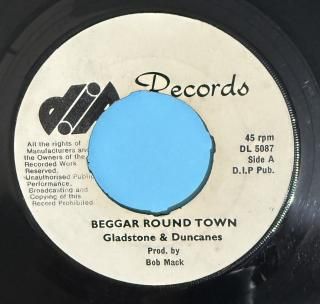 dip Records
All the rights of
Manufacturers and
the Owners of the
Recorded Work
Reserved.
Unauthorised Public
Performance,
Broadcasting and
Copying of this
Record Prohibited.
45 rpm
DL 5087
Side A
D.I.P Pub.
BEGGAR ROUND TOWN
Gladstone & Duncanes
Prod. by
Bob Mack